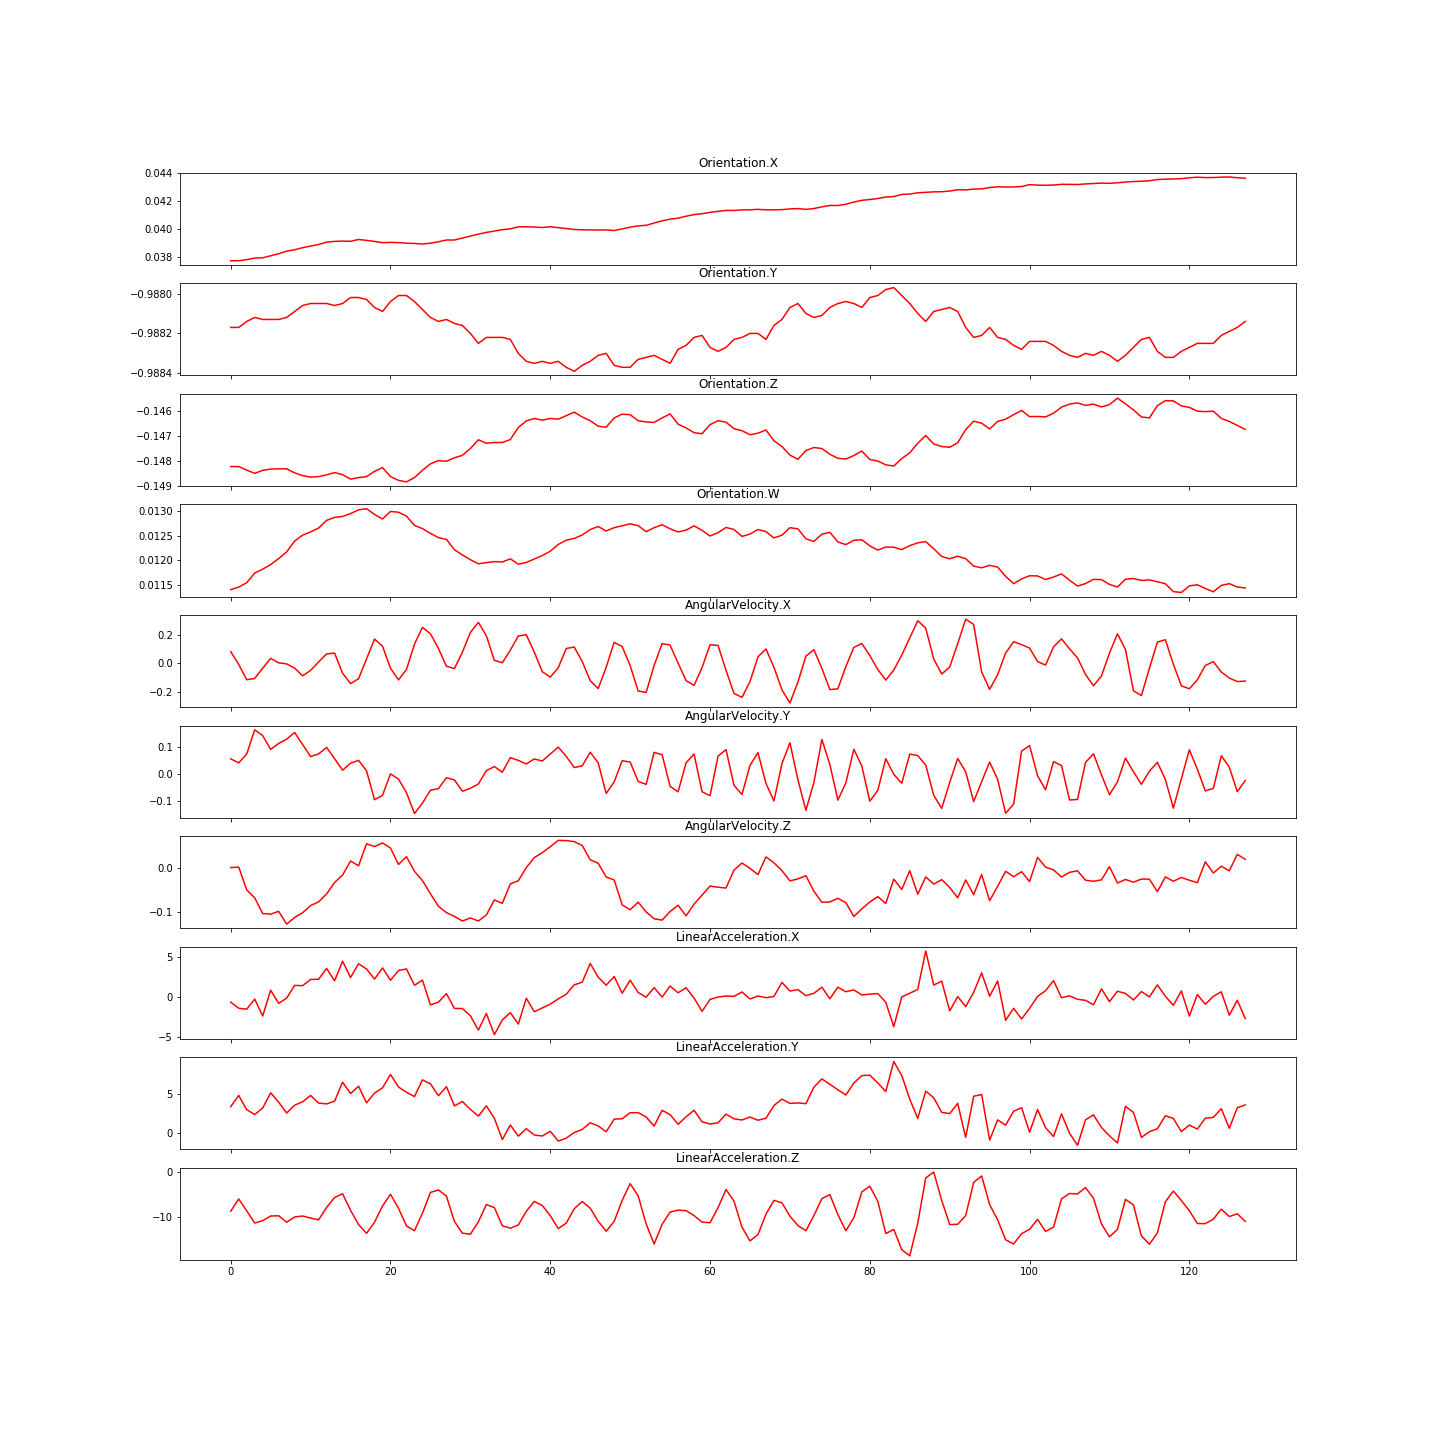 Orientation.X
0.044
0.042
0.040
0.038
Orientation.Y
−0.9880
−0.9882
−0.9884
Orientation.Z
−0.146
−0.147
−0.148
−0.149
Orientation.W
0.0130
0.0125
0.0120
0.0115
AngularVelocity.X
0.2
0.0
−0.2
AngularVelocity.Y
0.1
0.0
−0.1
AngularVelocity.Z
0.0
−0.1
LinearAcceleration.X
5
0
−5
LinearAcceleration.Y
5
0
LinearAcceleration.Z
0
−10
0 20 40 60 80 100 120